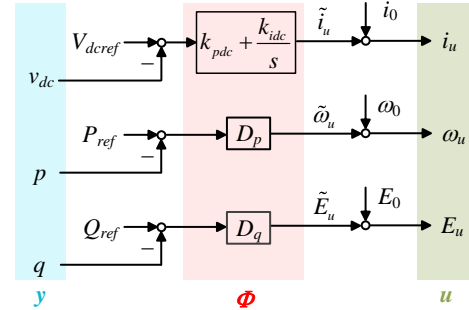 V_dcref − k_pdc + k_idc/s ĩ_u i_0 i_u
v_dc
P_ref − D_p ω̃_u ω_0 ω_u
p
Q_ref − D_q Ẽ_u E_0 E_u
q
y Φ u